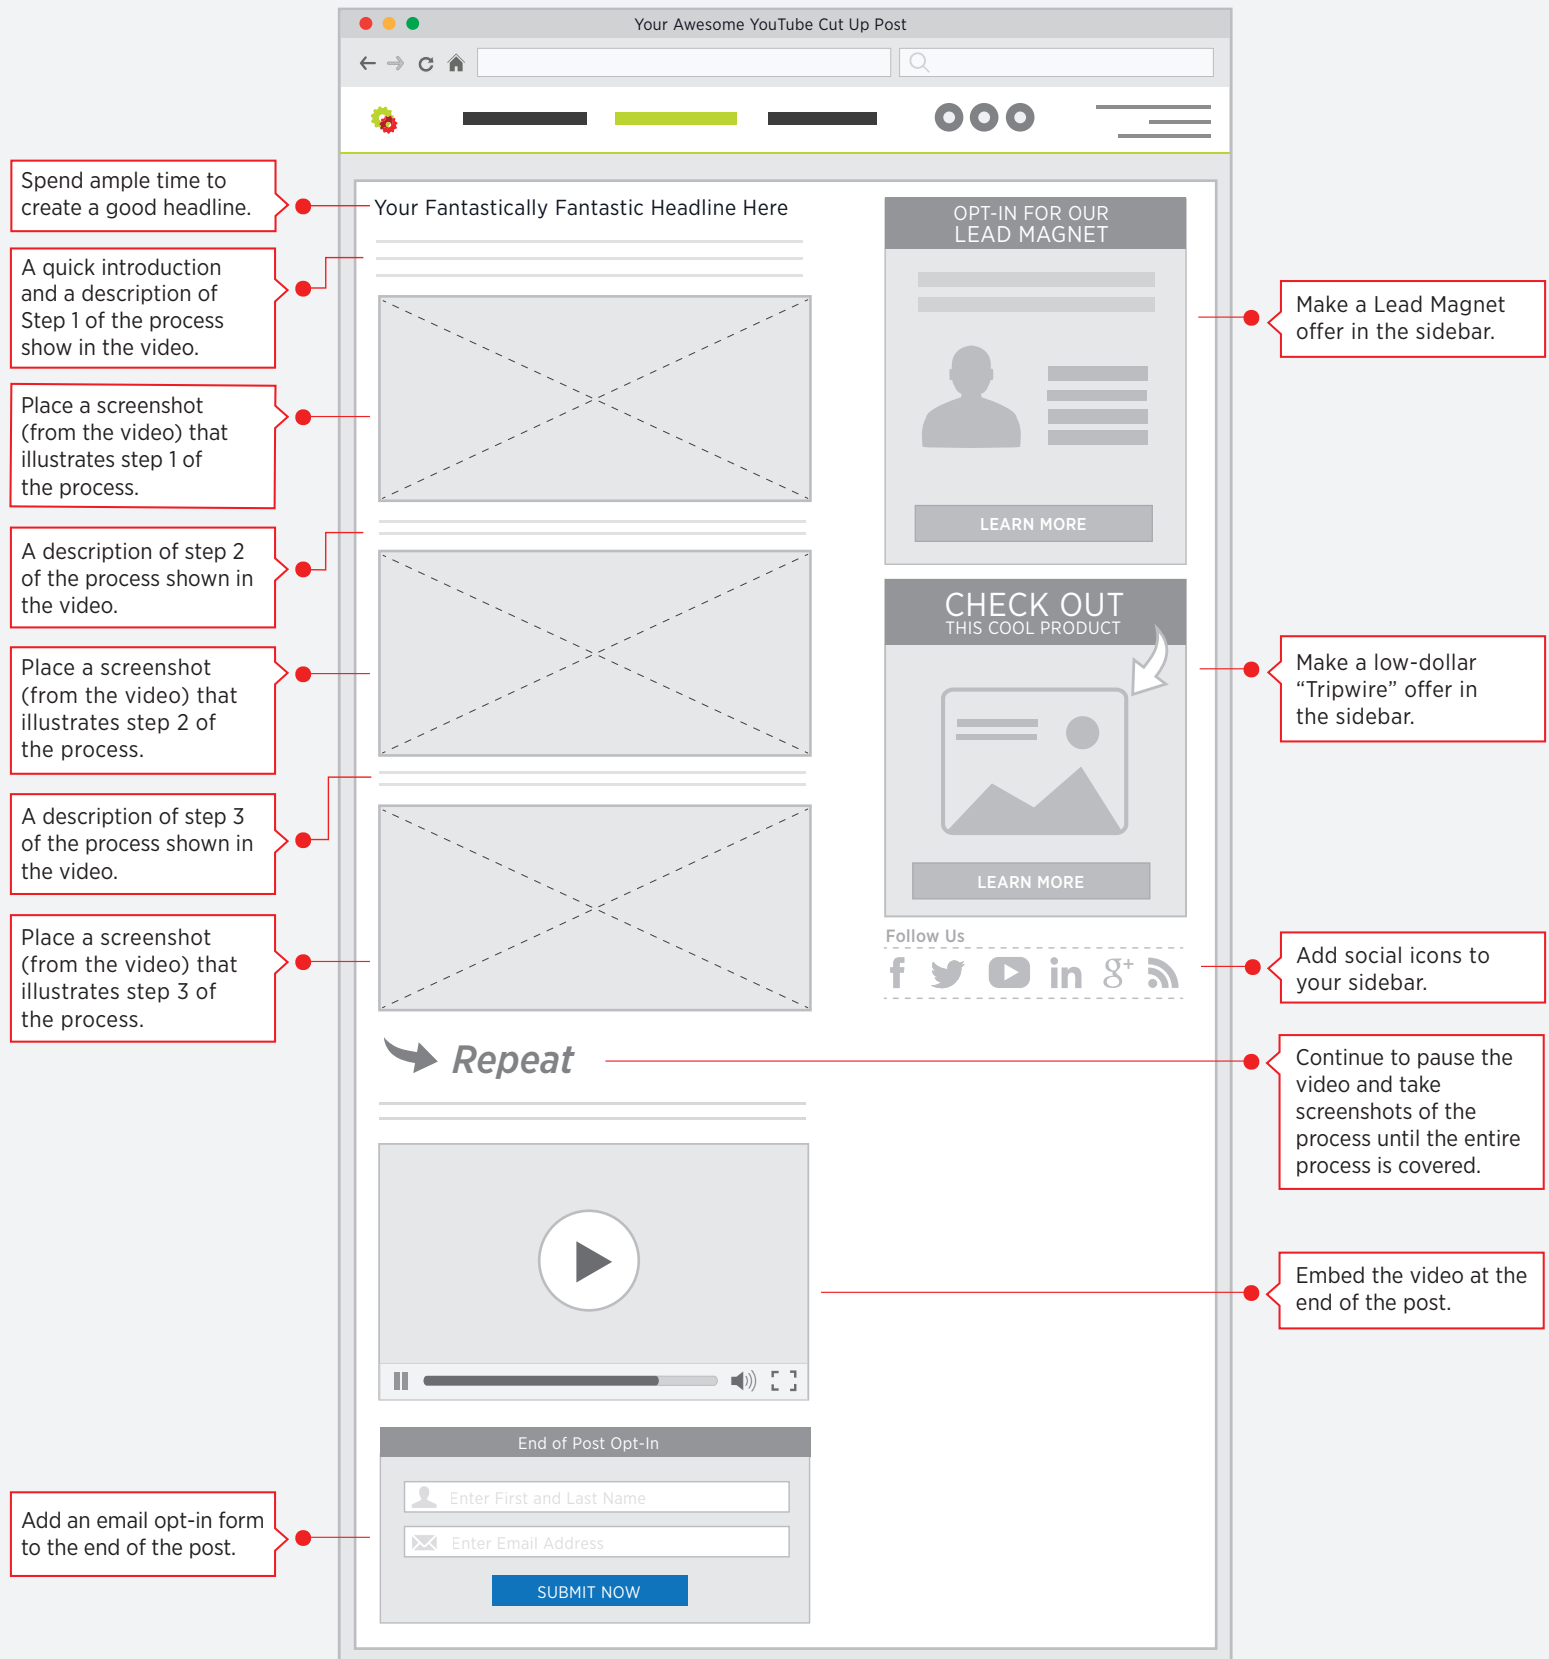 Your Awesome YouTube Cut Up Post
Spend ample time to
create a good headline.
A quick introduction
and a description of
Step 1 of the process
show in the video.
Place a screenshot
(from the video) that
illustrates step 1 of
the process.
A description of step 2
of the process shown in
the video.
Place a screenshot
(from the video) that
illustrates step 2 of
the process.
A description of step 3
of the process shown in
the video.
Place a screenshot
(from the video) that
illustrates step 3 of
the process.
Add an email opt-in form
to the end of the post.
Your Fantastically Fantastic Headline Here
Repeat
End of Post Opt-In
Enter First and Last Name
Enter Email Address
SUBMIT NOW
OPT-IN FOR OUR
LEAD MAGNET
LEARN MORE
CHECK OUT
THIS COOL PRODUCT
LEARN MORE
Follow Us
f in g+
Make a Lead Magnet
offer in the sidebar.
Make a low-dollar
“Tripwire” offer in
the sidebar.
Add social icons to
your sidebar.
Continue to pause the
video and take
screenshots of the
process until the entire
process is covered.
Embed the video at the
end of the post.